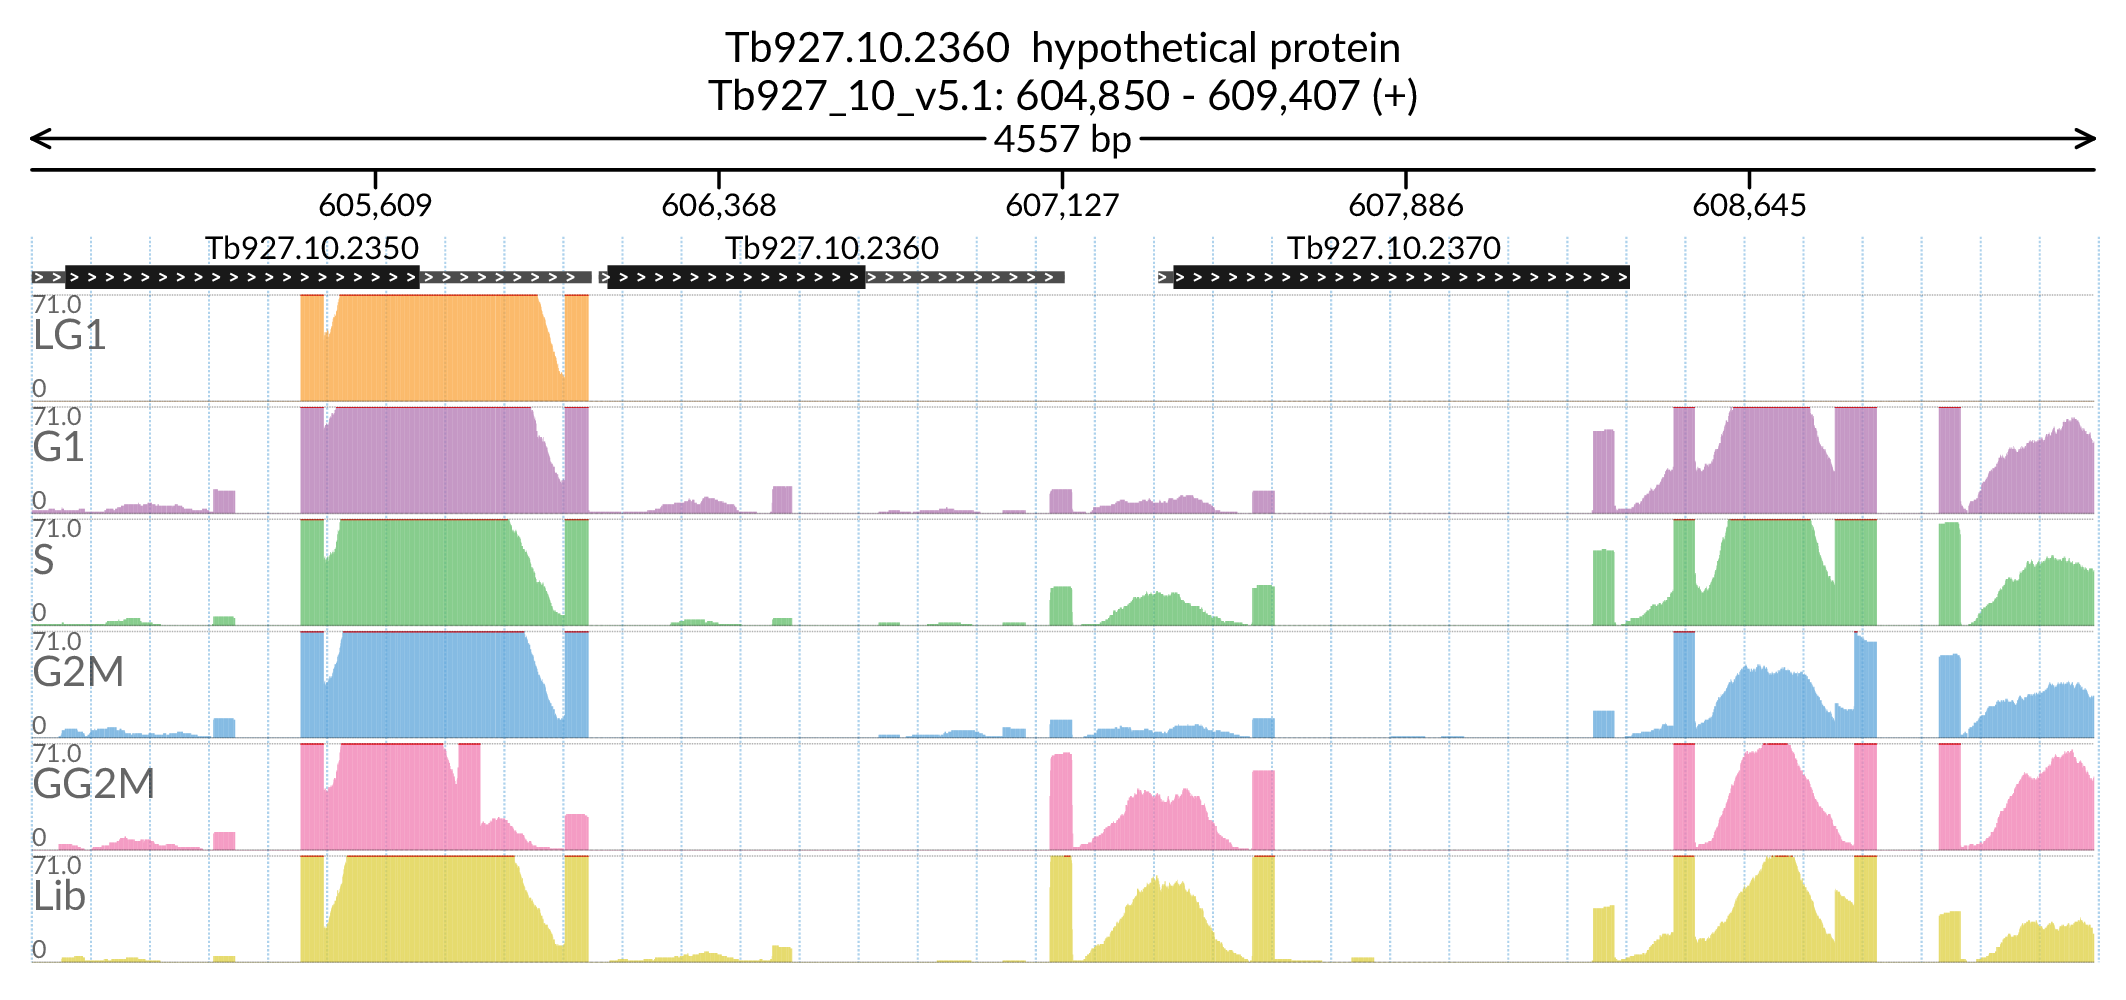 Tb927.10.2360 hypothetical protein
Tb927_10_v5.1: 604,850 - 609,407 (+)
4557 bp
605,609 606,368 607,127 607,886 608,645
Tb927.10.2350 Tb927.10.2360 Tb927.10.2370
71.0
LG1
0
71.0
G1
0
71.0
S
0
71.0
G2M
0
71.0
GG2M
0
71.0
Lib
0